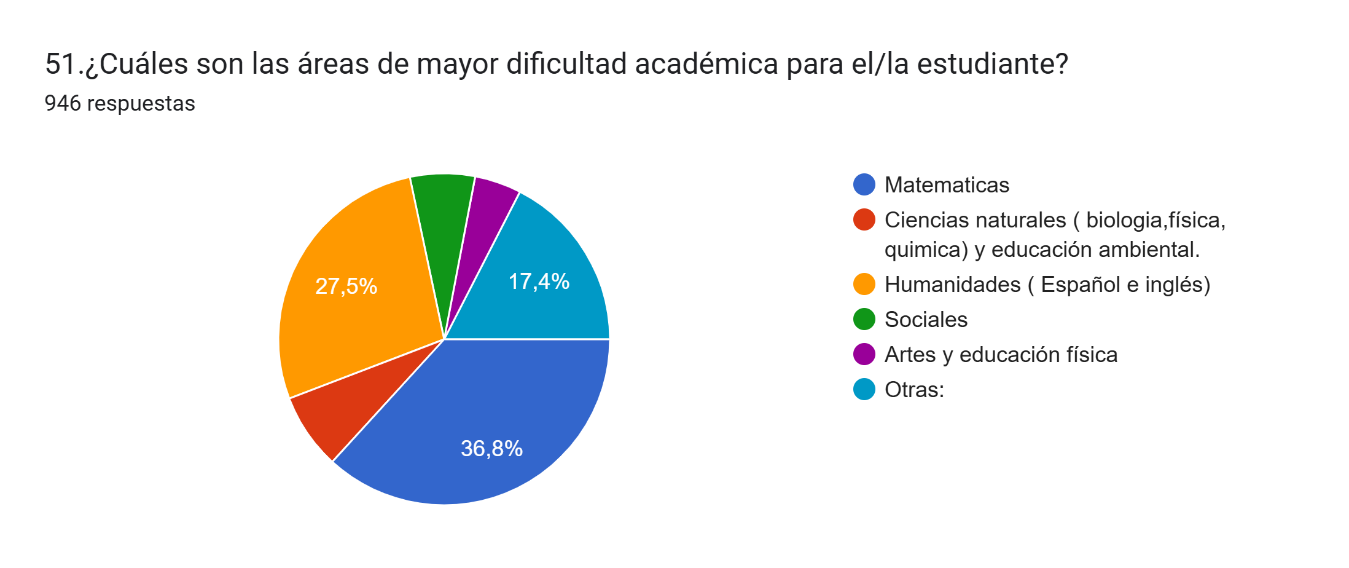 51.¿Cuáles son las áreas de mayor dificultad académica para el/la estudiante?
946 respuestas
27,5%
17,4%
36,8%
Matematicas
Ciencias naturales ( biologia,física,
quimica) y educación ambiental.
Humanidades ( Español e inglés)
Sociales
Artes y educación física
Otras: